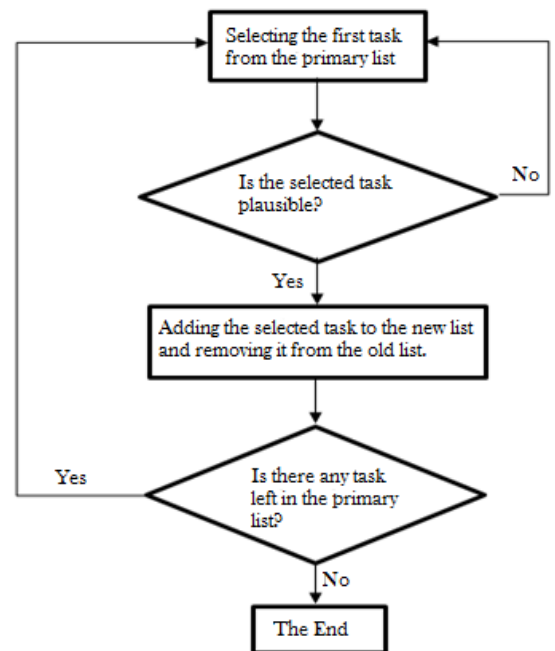 Selecting the first task
from the primary list
Is the selected task
plausible?
No
Yes
Adding the selected task to the new list
and removing it from the old list.
Yes
Is there any task
left in the primary
list?
No
The End